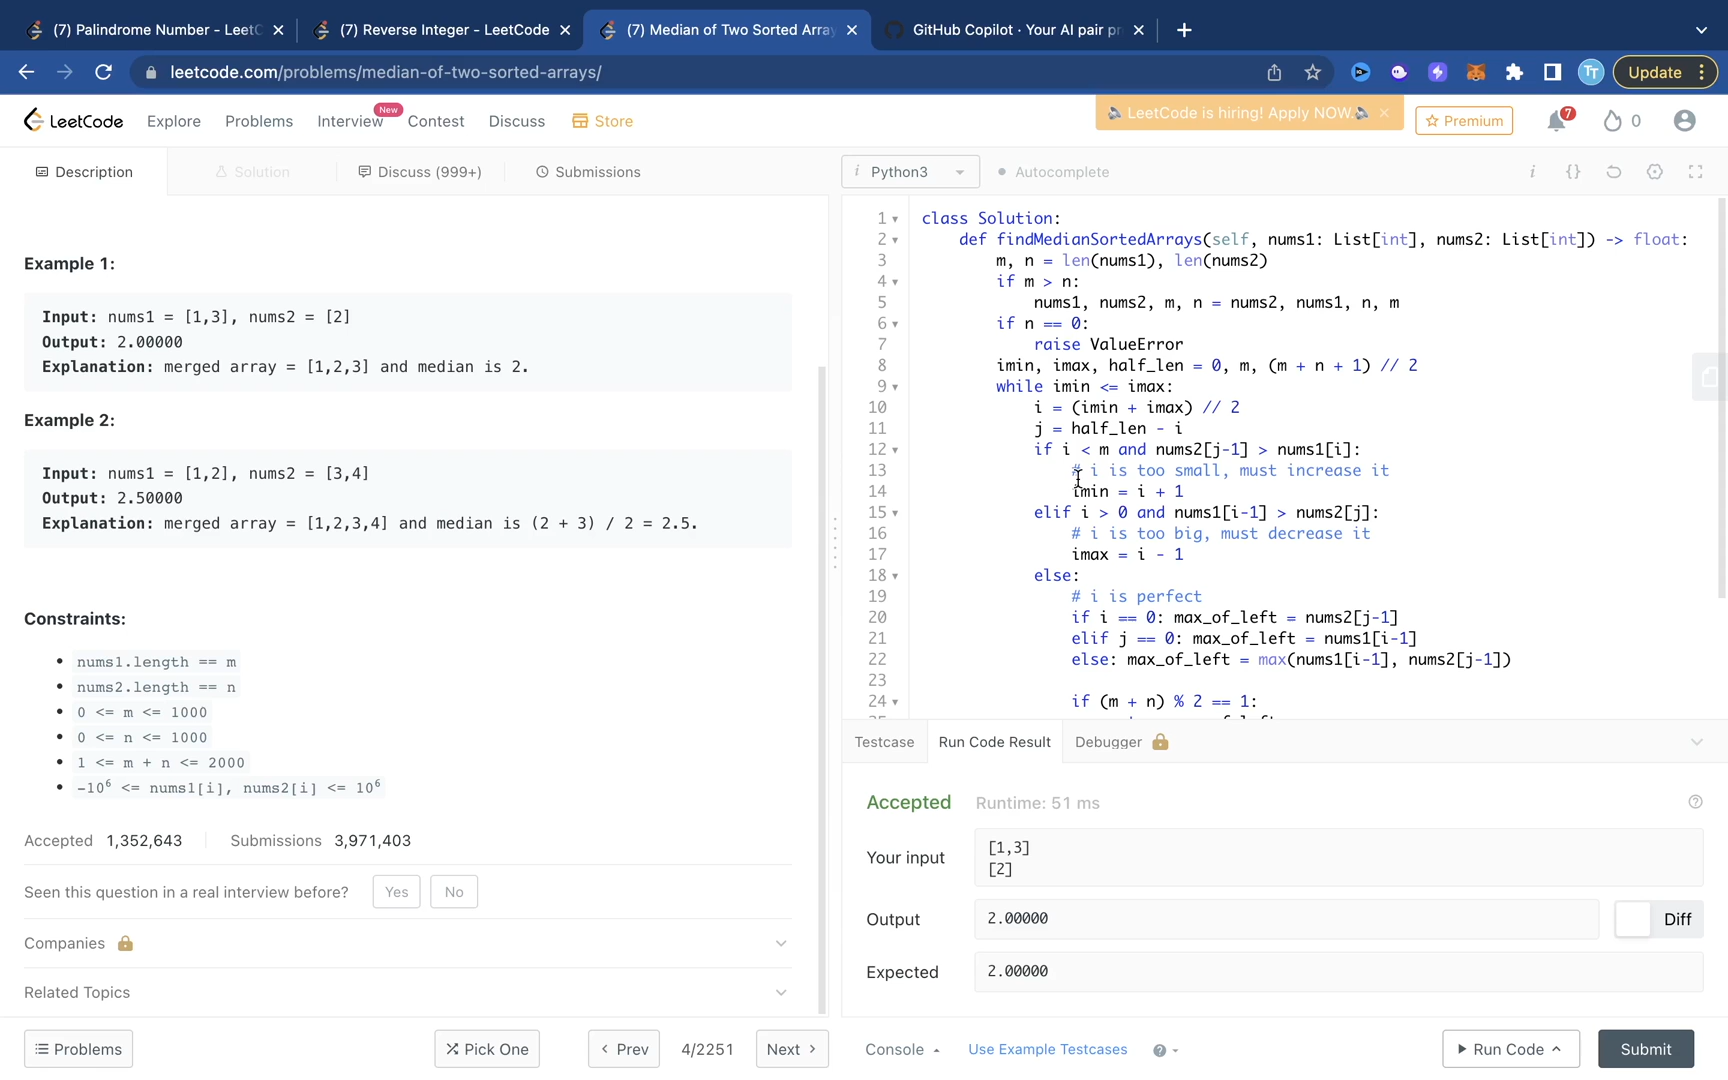 (7) Palindrome Number - LeetC
(7) Reverse Integer - LeetCode
(7) Median of Two Sorted Array
GitHub Copilot · Your AI pair pr
leetcode.com/problems/median-of-two-sorted-arrays/
TT
Update
LeetCode
Explore
Problems
Interview
New
Contest
Discuss
Store
LeetCode is hiring! Apply NOW.
Premium
7
0
Description
Solution
Discuss (999+)
Submissions
i Python3
Autocomplete
i {}
Example 1:
Input: nums1 = [1,3], nums2 = [2]
Output: 2.00000
Explanation: merged array = [1,2,3] and median is 2.
Example 2:
Input: nums1 = [1,2], nums2 = [3,4]
Output: 2.50000
Explanation: merged array = [1,2,3,4] and median is (2 + 3) / 2 = 2.5.
Constraints:
• nums1.length == m
• nums2.length == n
• 0 <= m <= 1000
• 0 <= n <= 1000
• 1 <= m + n <= 2000
• -10⁶ <= nums1[i], nums2[i] <= 10⁶
Accepted 1,352,643 Submissions 3,971,403
Seen this question in a real interview before? Yes No
Companies
Related Topics
Problems
Pick One
Prev
4/2251
Next
1 class Solution:
2 def findMedianSortedArrays(self, nums1: List[int], nums2: List[int]) -> float:
3 m, n = len(nums1), len(nums2)
4 if m > n:
5 nums1, nums2, m, n = nums2, nums1, n, m
6 if n == 0:
7 raise ValueError
8 imin, imax, half_len = 0, m, (m + n + 1) // 2
9 while imin <= imax:
10 i = (imin + imax) // 2
11 j = half_len - i
12 if i < m and nums2[j-1] > nums1[i]:
13 # i is too small, must increase it
14 imin = i + 1
15 elif i > 0 and nums1[i-1] > nums2[j]:
16 # i is too big, must decrease it
17 imax = i - 1
18 else:
19 # i is perfect
20 if i == 0: max_of_left = nums2[j-1]
21 elif j == 0: max_of_left = nums1[i-1]
22 else: max_of_left = max(nums1[i-1], nums2[j-1])
23
24 if (m + n) % 2 == 1:
Testcase
Run Code Result
Debugger
Accepted Runtime: 51 ms
Your input
[1,3]
[2]
Output
2.00000
Diff
Expected
2.00000
Console
Use Example Testcases
?
Run Code
Submit